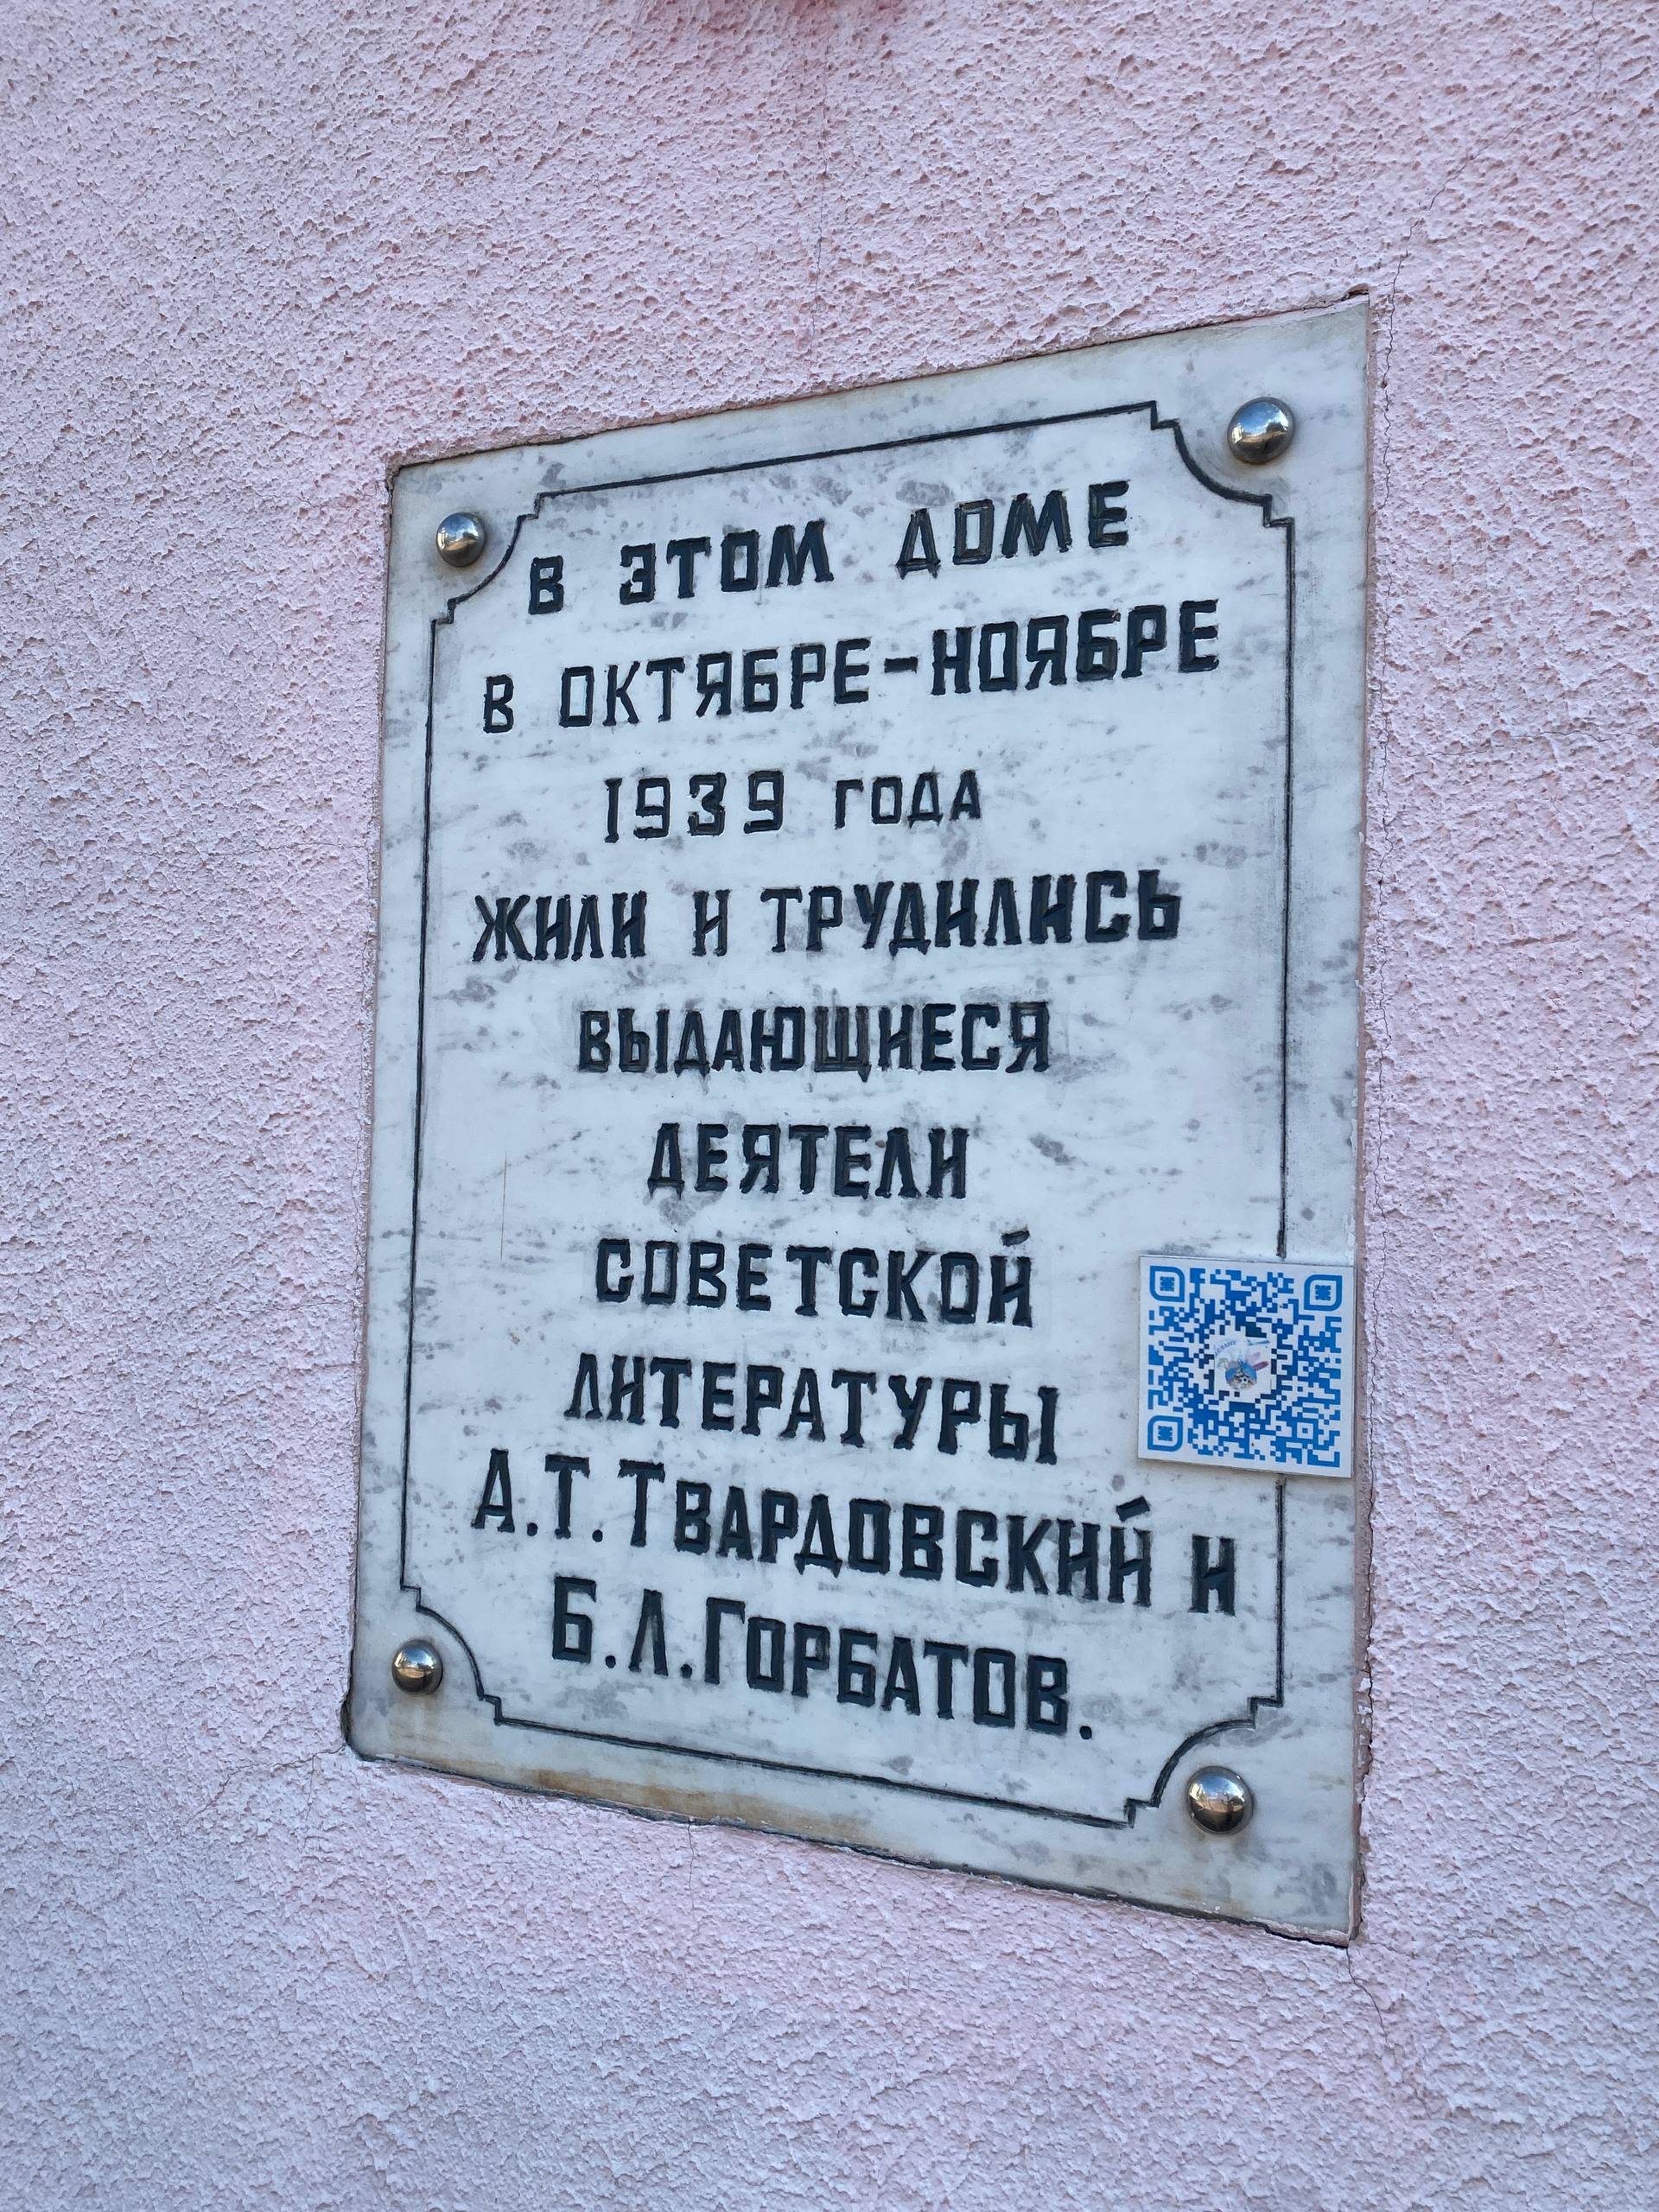 В ЭТОМ ДОМЕ
В ОКТЯБРЕ-НОЯБРЕ
1939 ГОДА
ЖИЛИ И ТРУДИЛИСЬ
ВЫДАЮЩИЕСЯ
ДЕЯТЕЛИ
СОВЕТСКОЙ
ЛИТЕРАТУРЫ
А.Т.ТВАРДОВСКИЙ И
Б.Л.ГОРБАТОВ.